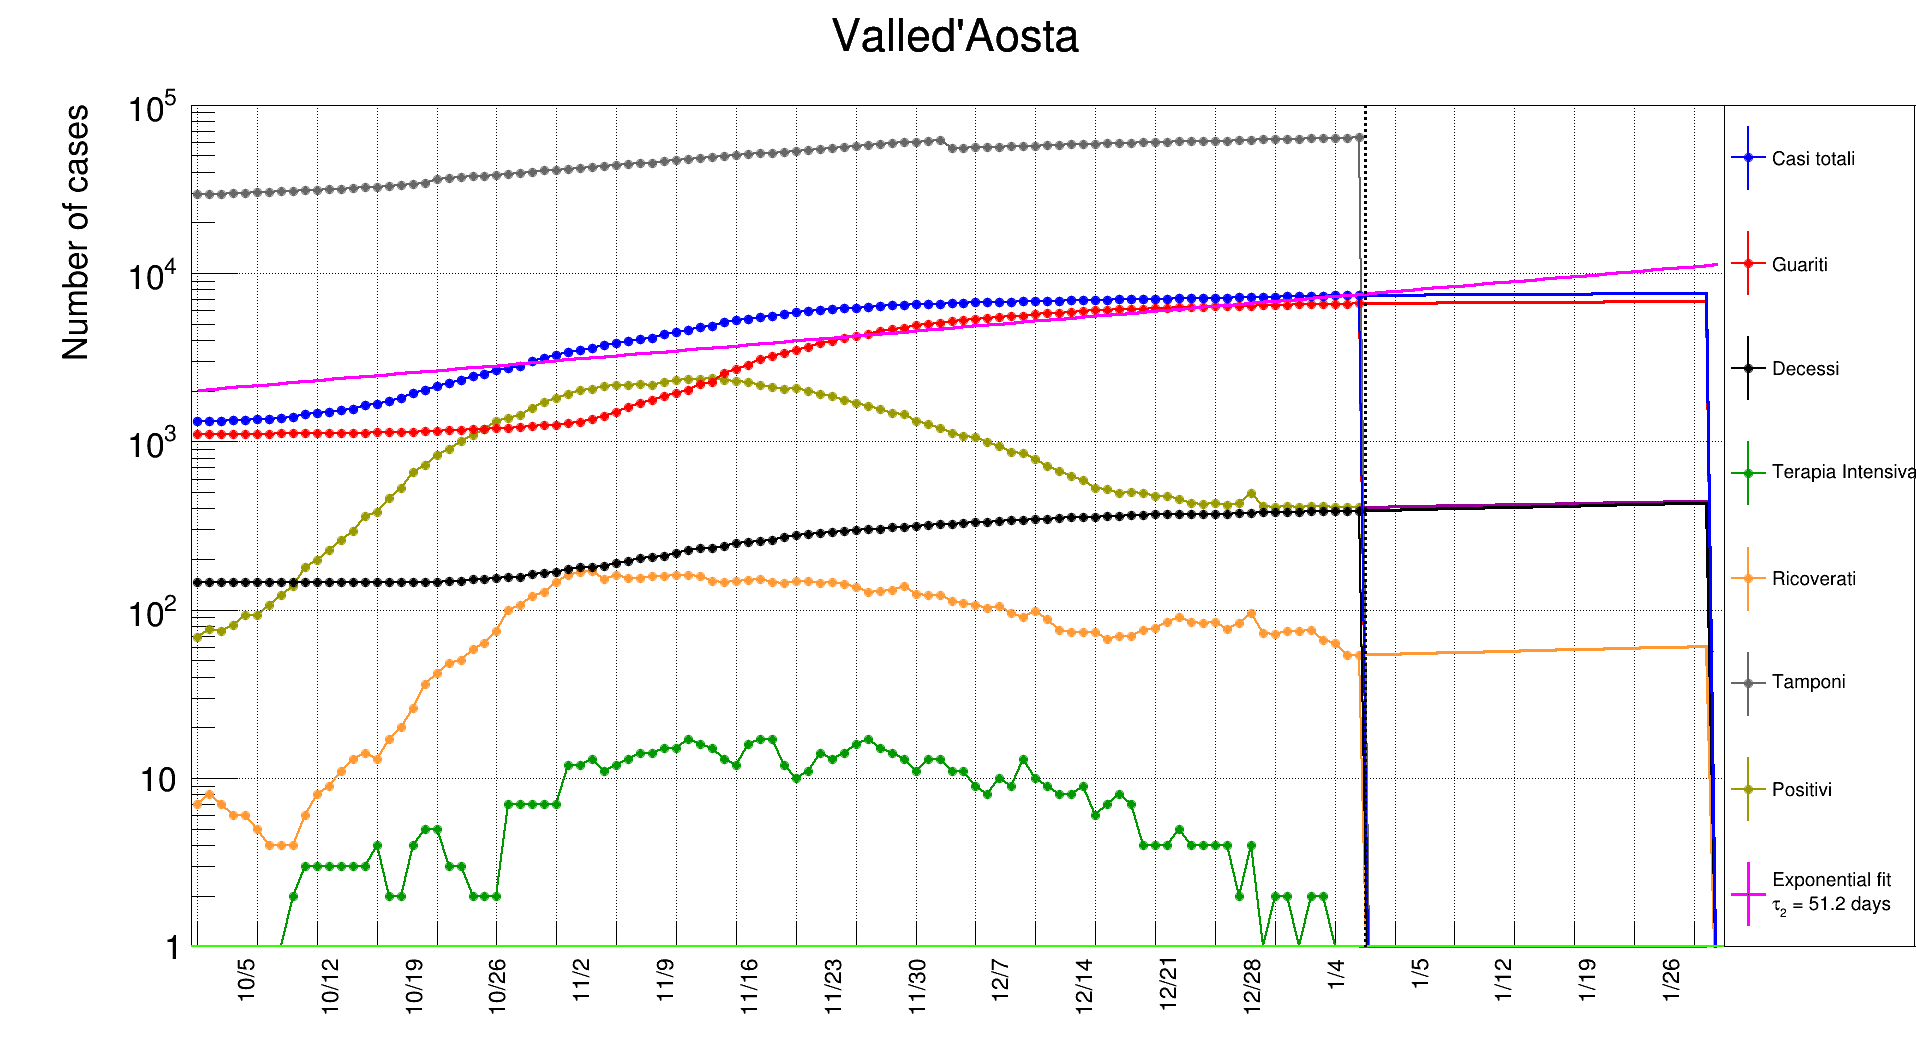 Valled'Aosta
Number of cases
10^5
10^4
10^3
10^2
10
1
10/5
10/12
10/19
10/26
11/2
11/9
11/16
11/23
11/30
12/7
12/14
12/21
12/28
1/4
1/5
1/12
1/19
1/26
Casi totali
Guariti
Decessi
Terapia Intensiva
Ricoverati
Tamponi
Positivi
Exponential fit
τ_2 = 51.2 days